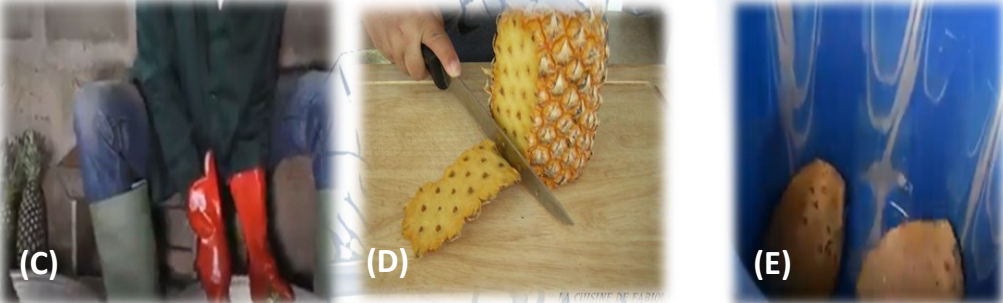 (C)
(D)
(E)
LA CUISINE DE FABIO